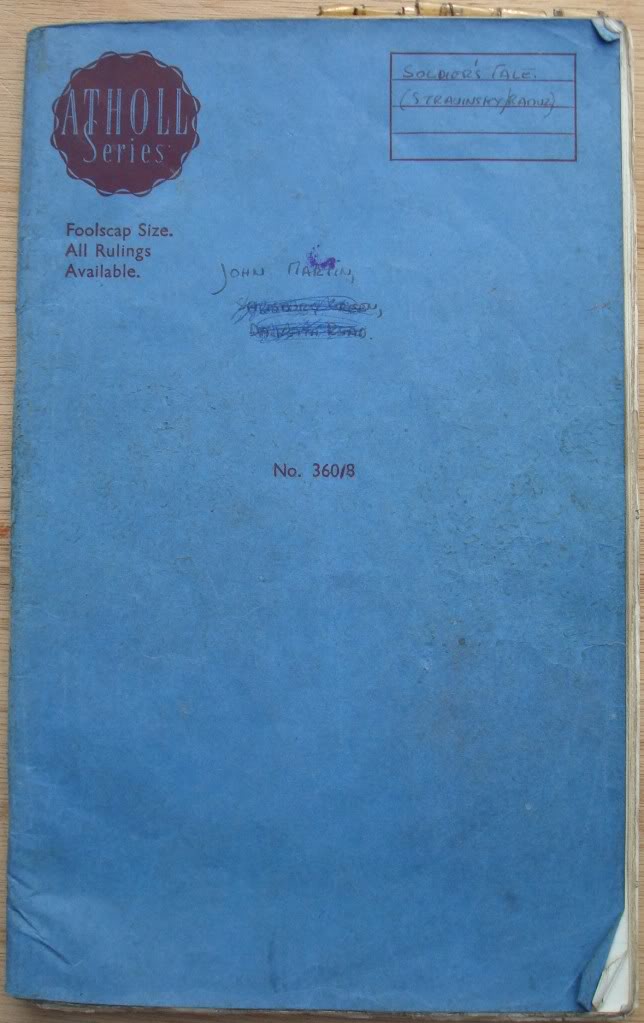 ATHOLL
Series
SOLDIER'S TALE.
(STRAVINSKY/RAMUZ)
Foolscap Size.
All Rulings
Available.
JOHN MARTIN,
No. 360/8